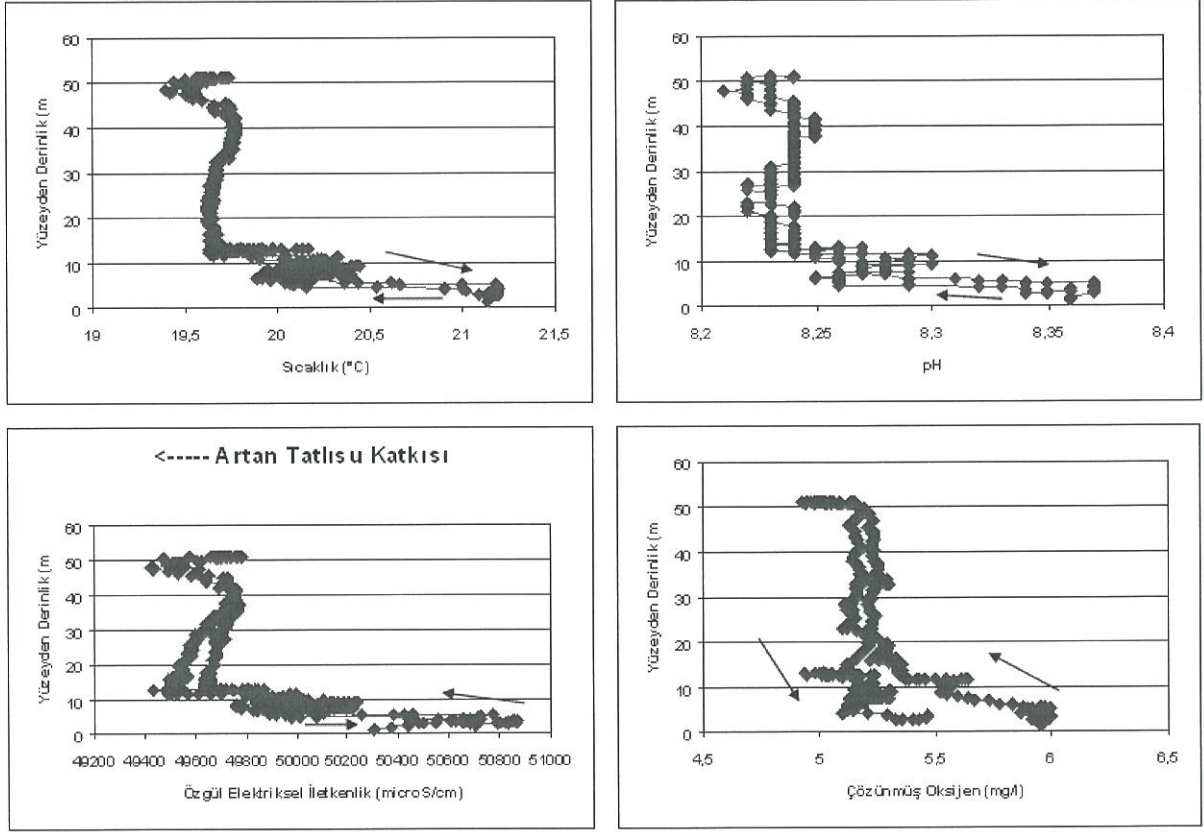 60
50
40
30
20
10
0
Yüzeyden Derinlik (m
19 19,5 20 20,5 21 21,5
Sıcaklık (°C)
60
50
40
30
20
10
0
Yüzeyden Derinlik (m
8,2 8,25 8,3 8,35 8,4
pH
<----- Artan Tatlısu Katkısı
60
50
40
30
20
10
0
Yüzeyden Derinlik (m
49200 49400 49600 49800 50000 50200 50400 50600 50800 51000
Özgül Elektriksel İletkenlik (microS/cm)
60
50
40
30
20
10
0
Yüzeyden Derinlik (m
4,5 5 5,5 6 6,5
Çözünmüş Oksijen (mg/l)